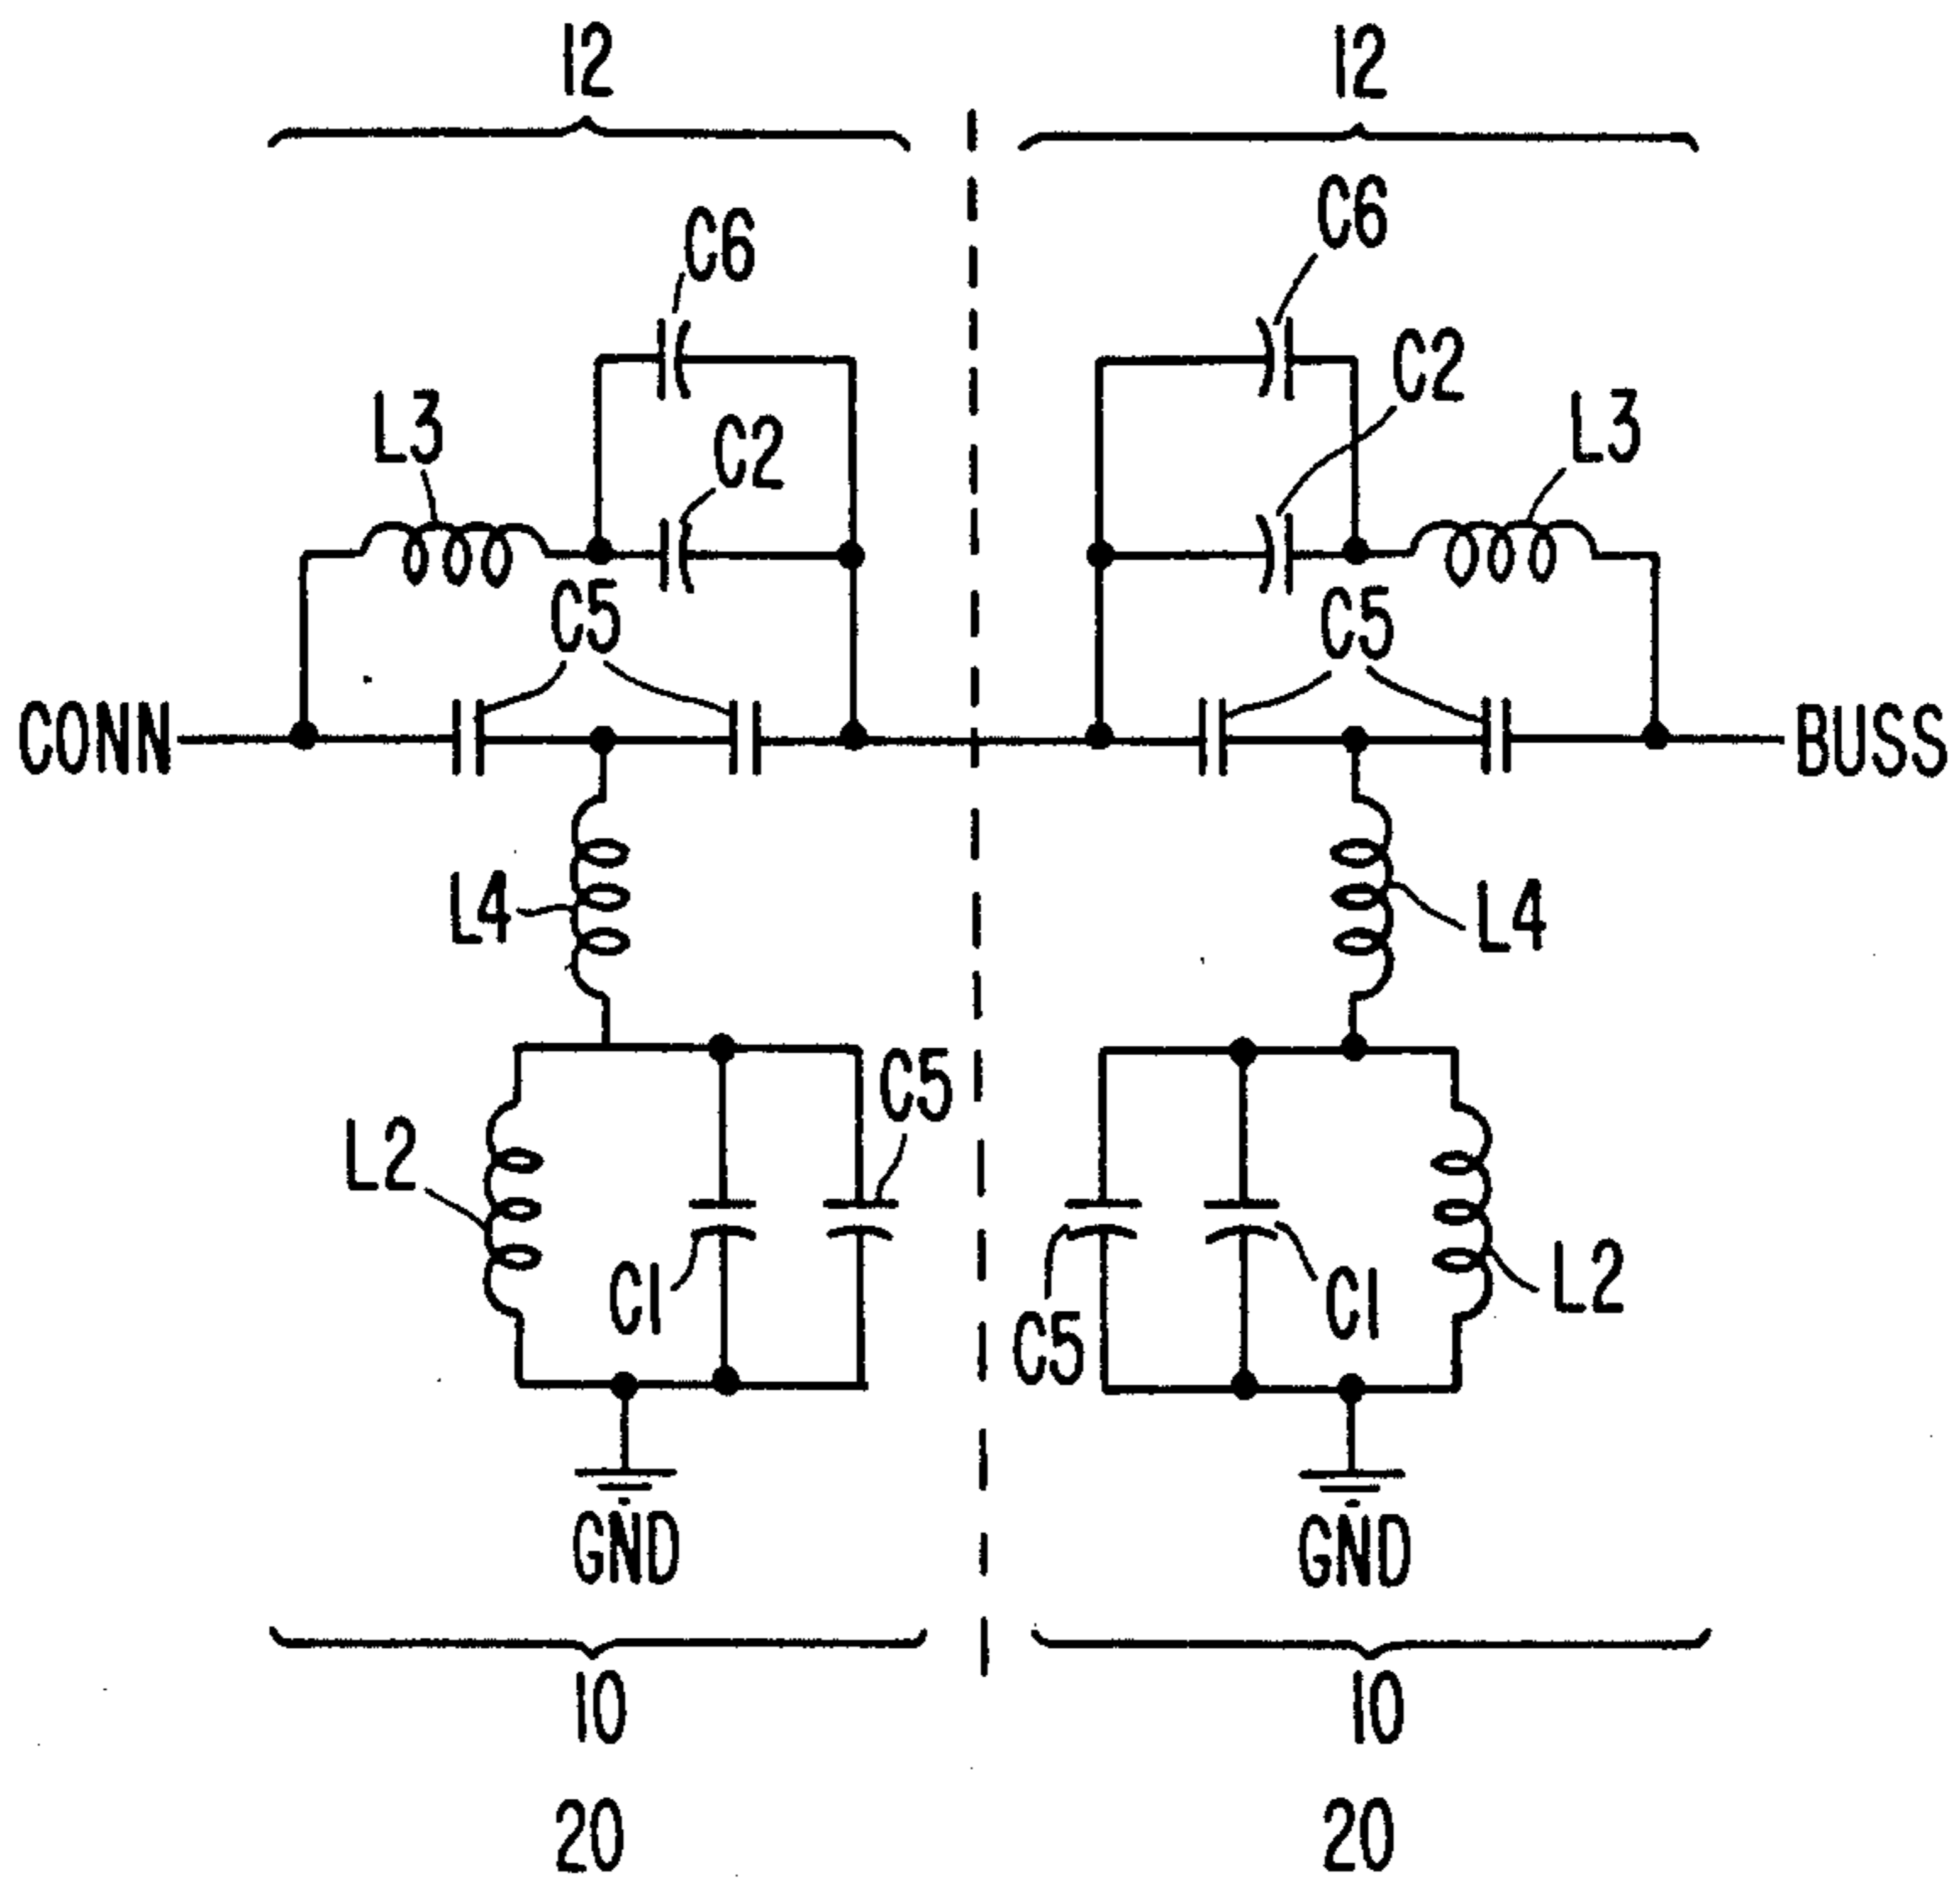 12 12
C6 C6
C2 L3
L3 C2
C5 C5
CONN BUSS
L4 L4
C5
L2
C1 C1 L2
C5
GND GND
10 10
20 20